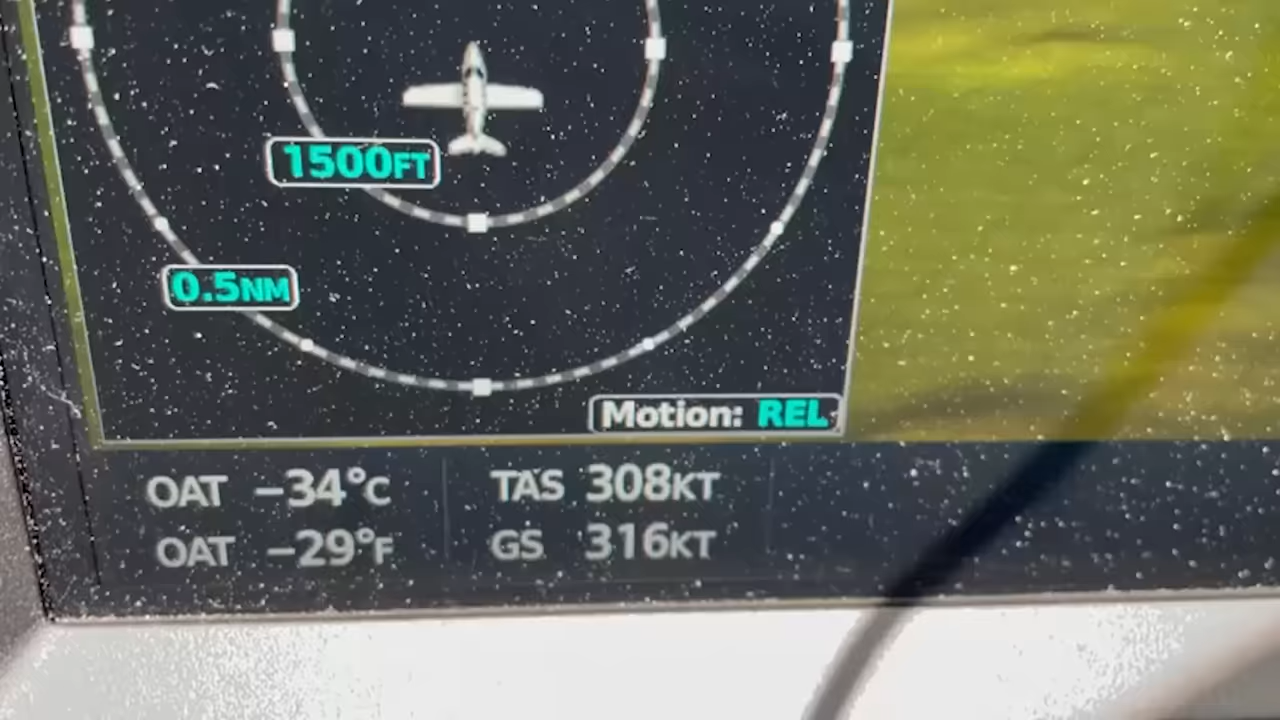 1500FT
0.5NM
Motion: REL
OAT −34°C TAS 308KT
OAT −29°F GS 316KT